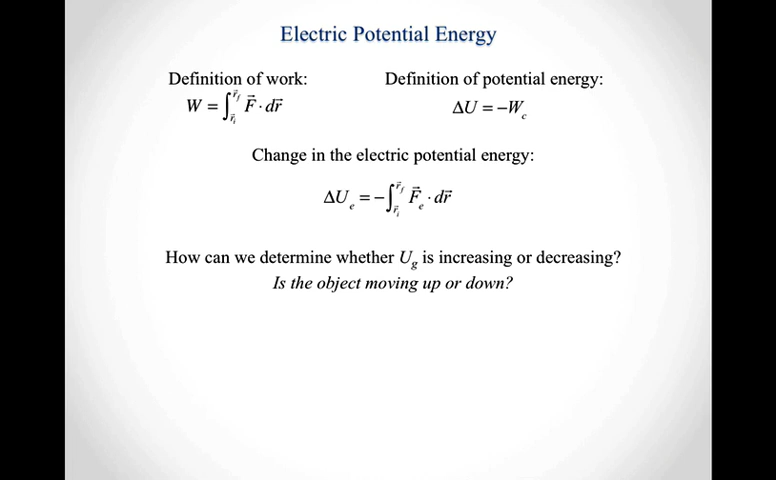 Electric Potential Energy
Definition of work:
W = ∫_{r⃗_i}^{r⃗_f} F⃗ · dr⃗
Definition of potential energy:
ΔU = −W_c
Change in the electric potential energy:
ΔU_e = −∫_{r⃗_i}^{r⃗_f} F⃗_e · dr⃗
How can we determine whether U_g is increasing or decreasing?
Is the object moving up or down?